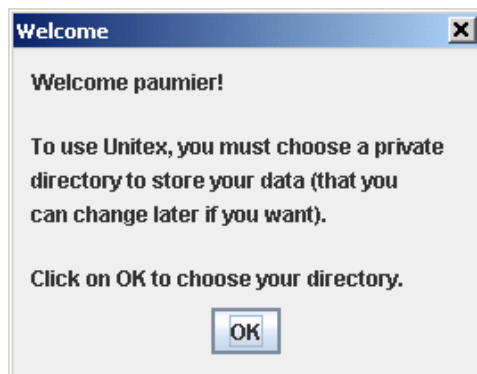 Welcome
Welcome paumier!
To use Unitex, you must choose a private
directory to store your data (that you
can change later if you want).
Click on OK to choose your directory.
OK